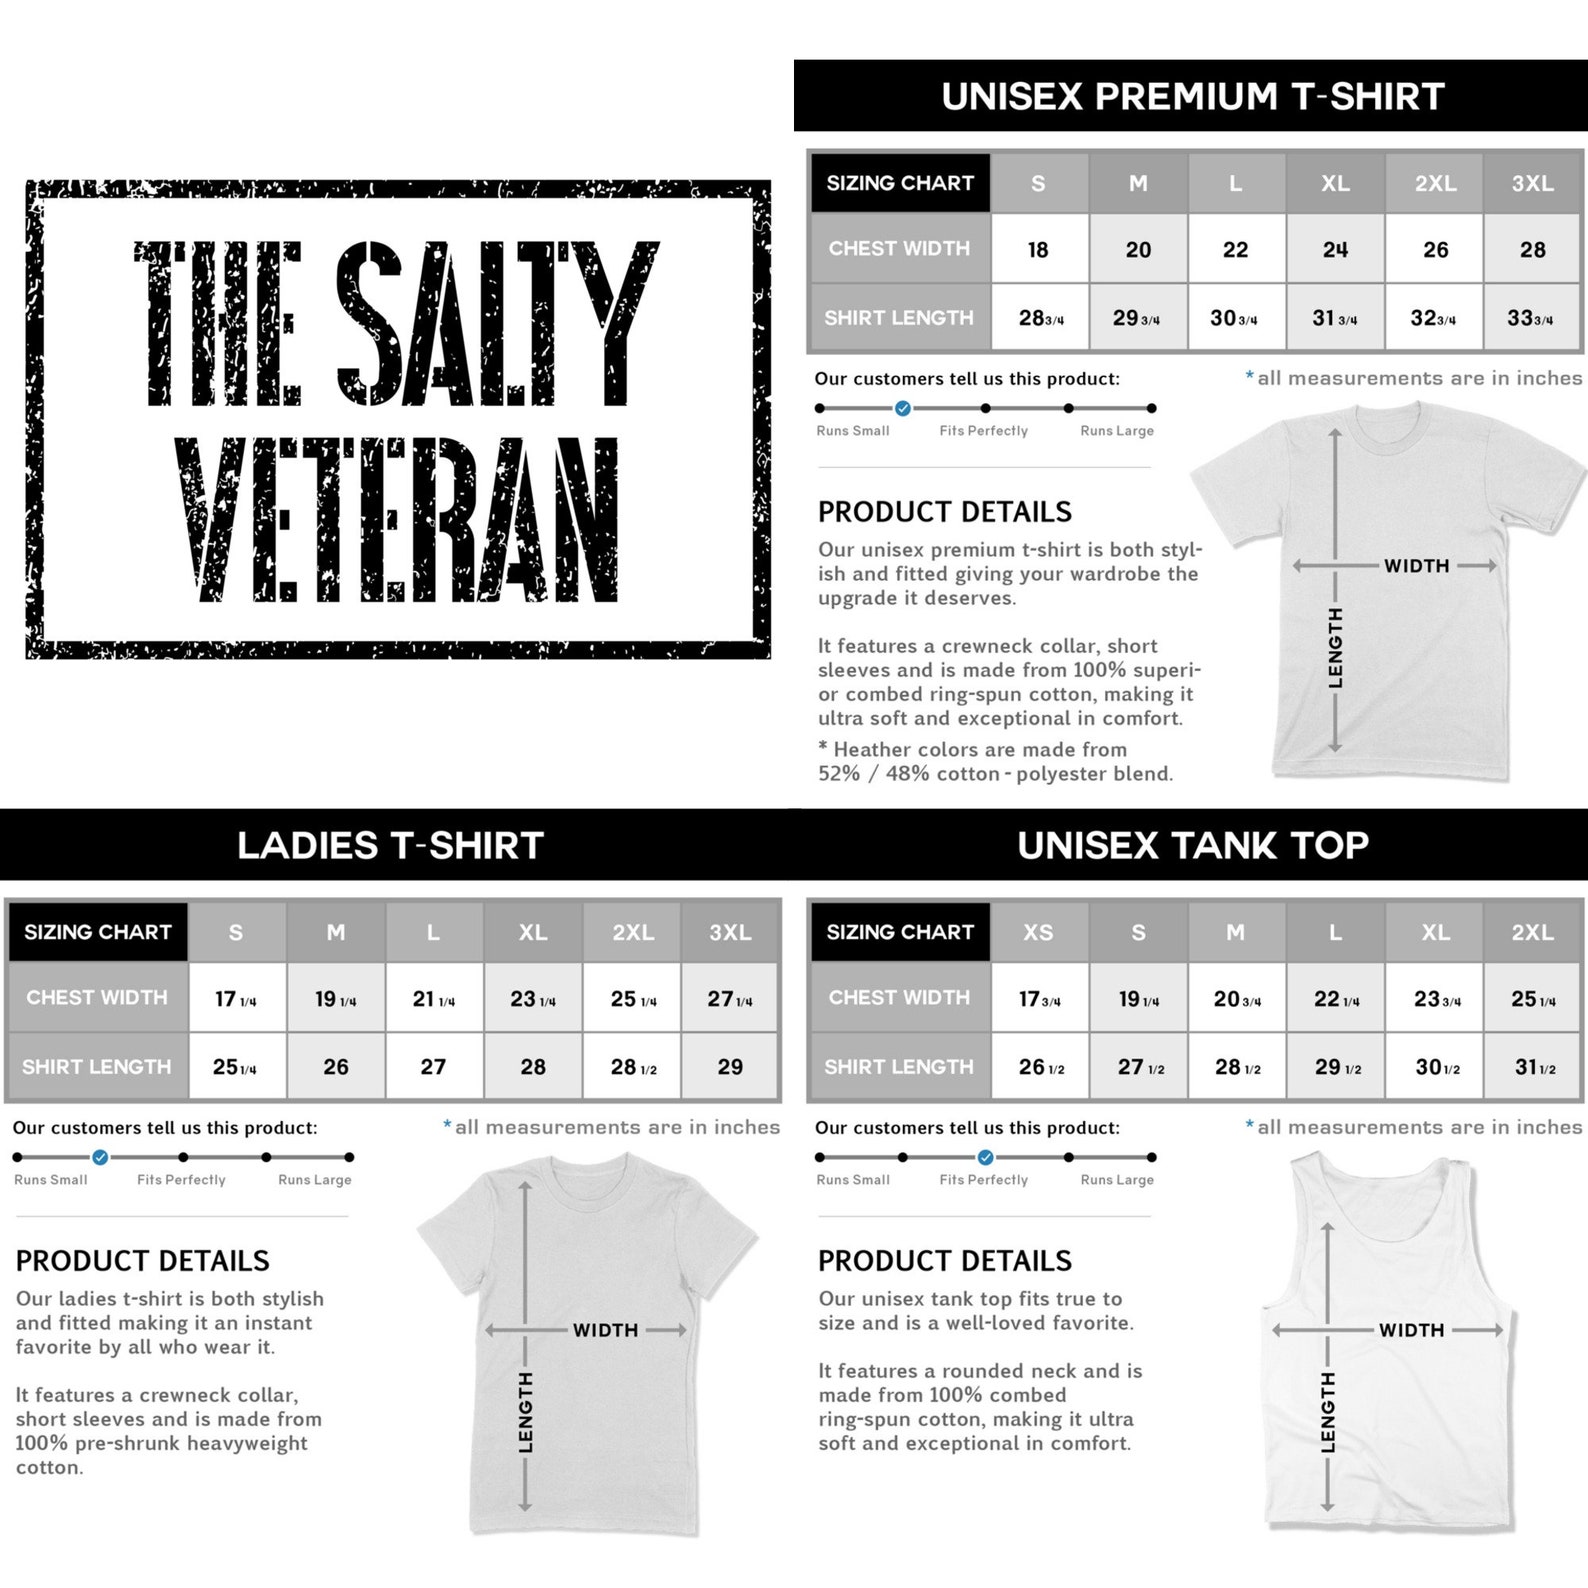 THE SALTY
VETERAN
UNISEX PREMIUM T-SHIRT
SIZING CHART S M L XL 2XL 3XL
CHEST WIDTH 18 20 22 24 26 28
SHIRT LENGTH 28 3/4 29 3/4 30 3/4 31 3/4 32 3/4 33 3/4
Our customers tell us this product:
*all measurements are in inches
Runs Small Fits Perfectly Runs Large
PRODUCT DETAILS
Our unisex premium t-shirt is both styl-
ish and fitted giving your wardrobe the
upgrade it deserves.
It features a crewneck collar, short
sleeves and is made from 100% superi-
or combed ring-spun cotton, making it
ultra soft and exceptional in comfort.
* Heather colors are made from
52% / 48% cotton - polyester blend.
WIDTH
LENGTH
LADIES T-SHIRT
SIZING CHART S M L XL 2XL 3XL
CHEST WIDTH 17 1/4 19 1/4 21 1/4 23 1/4 25 1/4 27 1/4
SHIRT LENGTH 25 1/4 26 27 28 28 1/2 29
Our customers tell us this product:
*all measurements are in inches
Runs Small Fits Perfectly Runs Large
PRODUCT DETAILS
Our ladies t-shirt is both stylish
and fitted making it an instant
favorite by all who wear it.
It features a crewneck collar,
short sleeves and is made from
100% pre-shrunk heavyweight
cotton.
WIDTH
LENGTH
UNISEX TANK TOP
SIZING CHART XS S M L XL 2XL
CHEST WIDTH 17 3/4 19 1/4 20 3/4 22 1/4 23 3/4 25 1/4
SHIRT LENGTH 26 1/2 27 1/2 28 1/2 29 1/2 30 1/2 31 1/2
Our customers tell us this product:
*all measurements are in inches
Runs Small Fits Perfectly Runs Large
PRODUCT DETAILS
Our unisex tank top fits true to
size and is a well-loved favorite.
It features a rounded neck and is
made from 100% combed
ring-spun cotton, making it ultra
soft and exceptional in comfort.
WIDTH
LENGTH